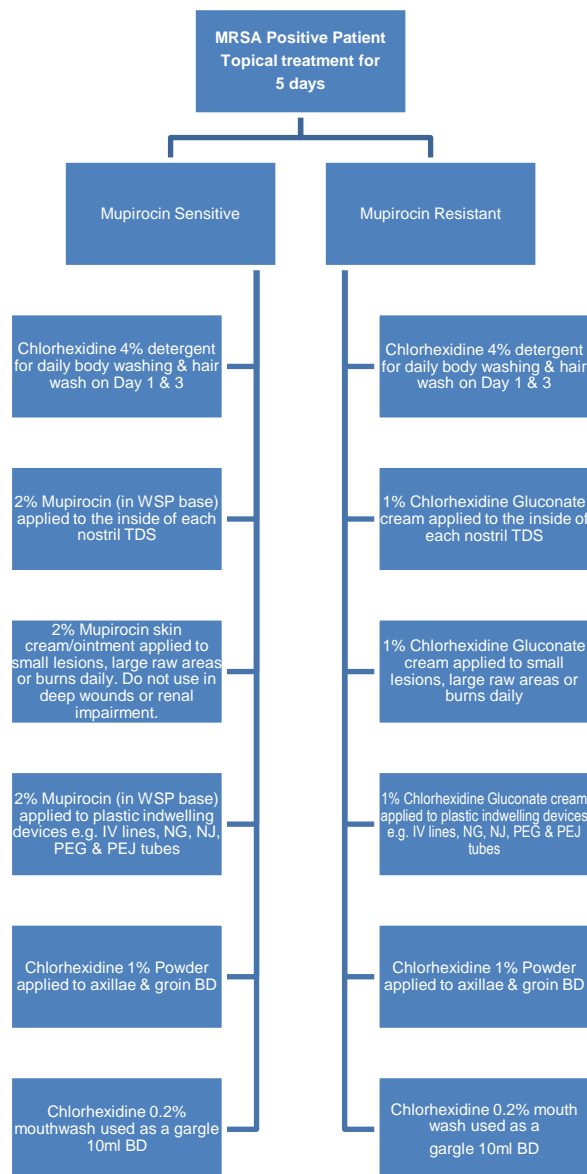 MRSA Positive Patient
Topical treatment for
5 days
Mupirocin Sensitive
Mupirocin Resistant
Chlorhexidine 4% detergent
for daily body washing & hair
wash on Day 1 & 3
Chlorhexidine 4% detergent
for daily body washing & hair
wash on Day 1 & 3
2% Mupirocin (in WSP base)
applied to the inside of each
nostril TDS
1% Chlorhexidine Gluconate
cream applied to the inside of
each nostril TDS
2% Mupirocin skin
cream/ointment applied to
small lesions, large raw areas
or burns daily. Do not use in
deep wounds or renal
impairment.
1% Chlorhexidine Gluconate
cream applied to small
lesions, large raw areas or
burns daily
2% Mupirocin (in WSP base)
applied to plastic indwelling
devices e.g. IV lines, NG, NJ,
PEG & PEJ tubes
1% Chlorhexidine Gluconate cream
applied to plastic indwelling devices
e.g. IV lines, NG, NJ, PEG & PEJ
tubes
Chlorhexidine 1% Powder
applied to axillae & groin BD
Chlorhexidine 1% Powder
applied to axillae & groin BD
Chlorhexidine 0.2%
mouthwash used as a gargle
10ml BD
Chlorhexidine 0.2% mouth
wash used as a
gargle 10ml BD